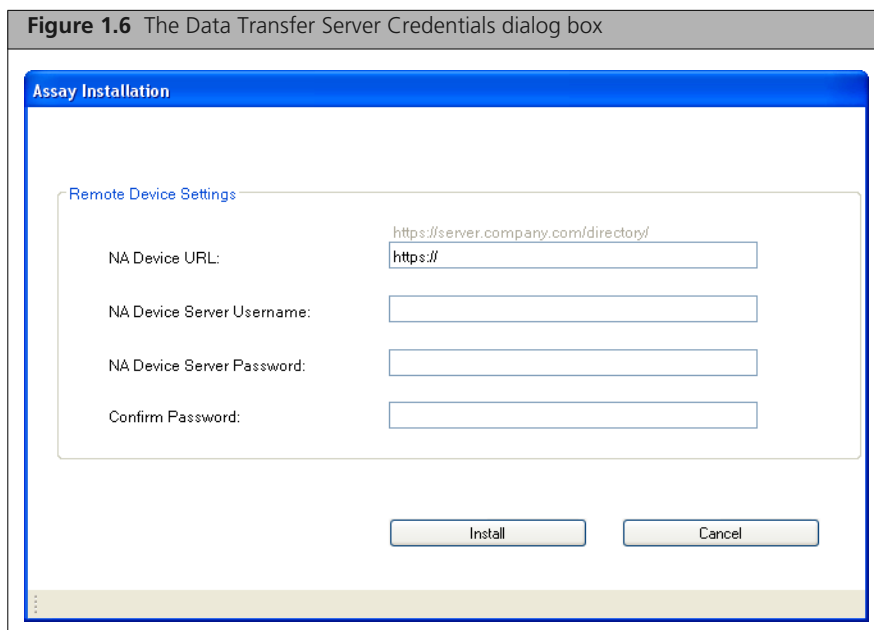 Figure 1.6 The Data Transfer Server Credentials dialog box
Assay Installation
Remote Device Settings
https://server.company.com/directory/
NA Device URL:
https://
NA Device Server Username:
NA Device Server Password:
Confirm Password:
Install
Cancel